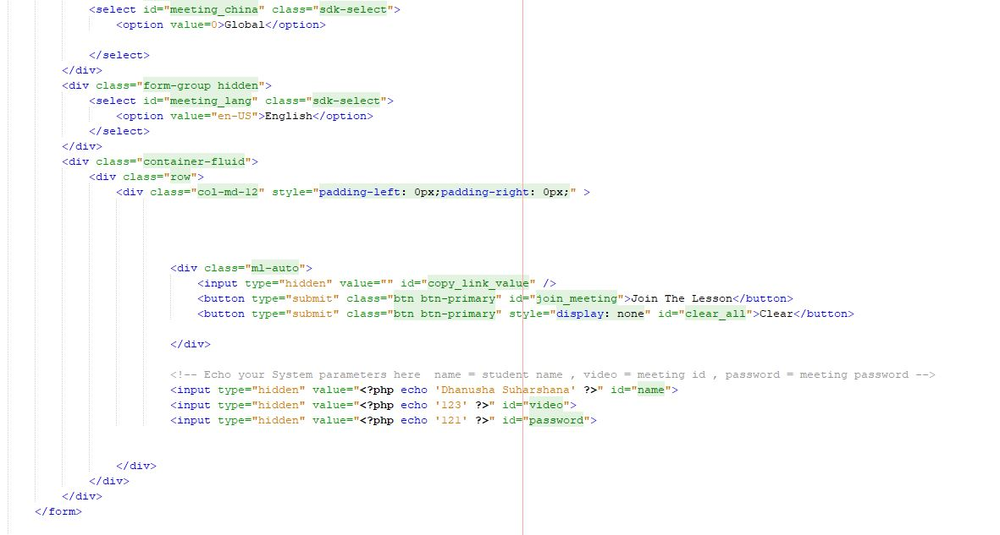 <select id="meeting_china" class="sdk-select">
<option value=0>Global</option>
</select>
</div>
<div class="form-group hidden">
<select id="meeting_lang" class="sdk-select">
<option value="en-US">English</option>
</select>
</div>
<div class="container-fluid">
<div class="row">
<div class="col-md-12" style="padding-left: 0px;padding-right: 0px;" >
<div class="ml-auto">
<input type="hidden" value="" id="copy_link_value" />
<button type="submit" class="btn btn-primary" id="join_meeting">Join The Lesson</button>
<button type="submit" class="btn btn-primary" style="display: none" id="clear_all">Clear</button>
</div>
<!-- Echo your System parameters here  name = student name , video = meeting id , password = meeting password -->
<input type="hidden" value="<?php echo 'Dhanusha Suharshana' ?>" id="name">
<input type="hidden" value="<?php echo '123' ?>" id="video">
<input type="hidden" value="<?php echo '121' ?>" id="password">
</div>
</div>
</div>
</form>